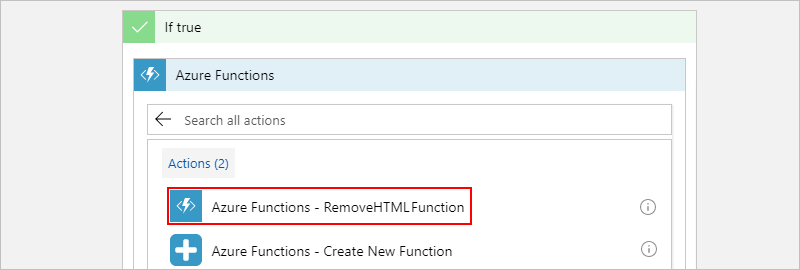 If true
Azure Functions
Search all actions
Actions (2)
Azure Functions - RemoveHTMLFunction
Azure Functions - Create New Function